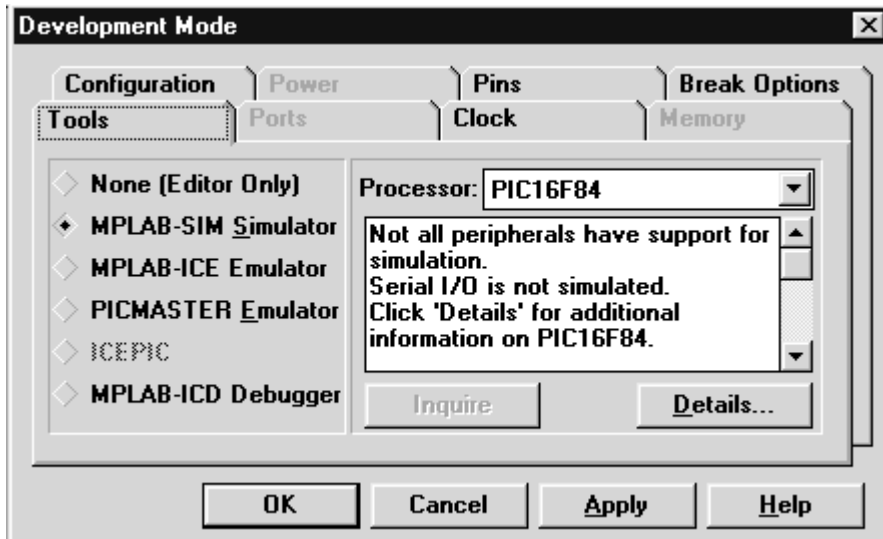 Development Mode
Configuration Power Pins Break Options
Tools Ports Clock Memory
None (Editor Only)
MPLAB-SIM Simulator
MPLAB-ICE Emulator
PICMASTER Emulator
ICEPIC
MPLAB-ICD Debugger
Processor: PIC16F84
Not all peripherals have support for
simulation.
Serial I/O is not simulated.
Click 'Details' for additional
information on PIC16F84.
Inquire Details...
OK Cancel Apply Help